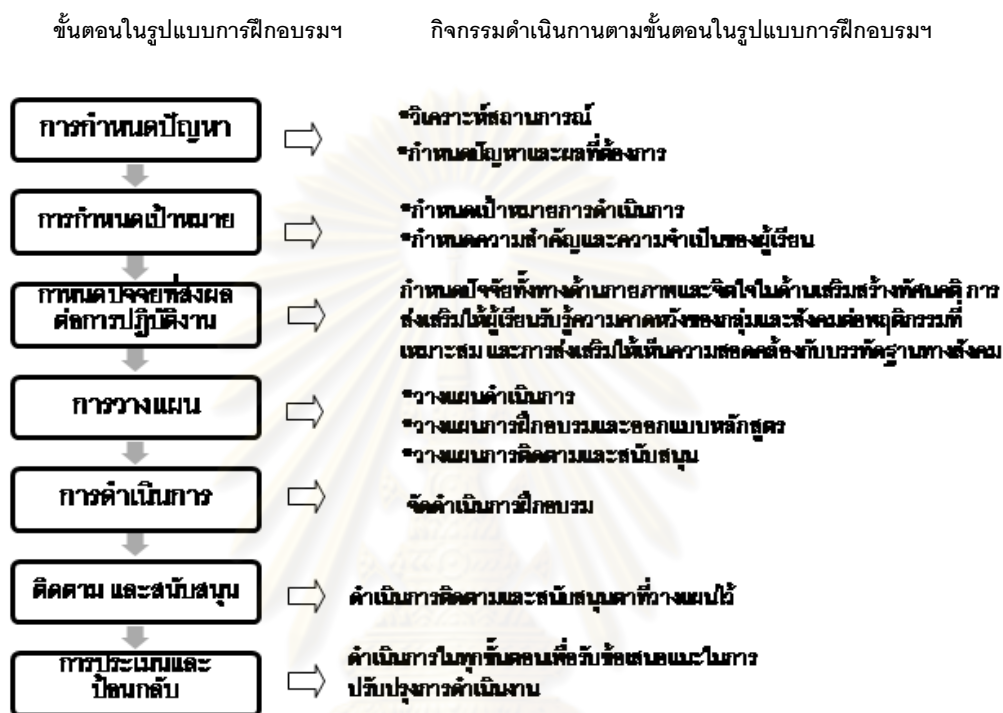 ขั้นตอนในรูปแบบการฝึกอบรมฯ
กิจกรรมดำเนินกานตามขั้นตอนในรูปแบบการฝึกอบรมฯ
การกำหนดปัญหา
*วิเคราะห์สถานการณ์
*กำหนดปัญหาและผลที่ต้องการ
การกำหนดเป้าหมาย
*กำหนดเป้าหมายการดำเนินการ
*กำหนดความสำคัญและความจำเป็นของผู้เรียน
กำหนดปัจจัยที่ส่งผล
ต่อการปฏิบัติงาน
กำหนดปัจจัยทั้งทางด้านกายภาพและจิตใจในด้านเสริมสร้างทัศนคติ การ
ส่งเสริมให้ผู้เรียนรับรู้ความคาดหวังของกลุ่มและสังคมต่อพฤติกรรมที่
เหมาะสม และการส่งเสริมให้เห็นความสอดคล้องกับบรรทัดฐานทางสังคม
การวางแผน
*วางแผนดำเนินการ
*วางแผนการฝึกอบรมและออกแบบหลักสูตร
*วางแผนการติดตามและสนับสนุน
การดำเนินการ
จัดดำเนินการฝึกอบรม
ติดตาม และสนับสนุน
ดำเนินการติดตามและสนับสนุนตาที่วางแผนไว้
การประเมินและ
ป้อนกลับ
ดำเนินการในทุกขั้นตอนเพื่อรับข้อเสนอแนะในการ
ปรับปรุงการดำเนินงาน